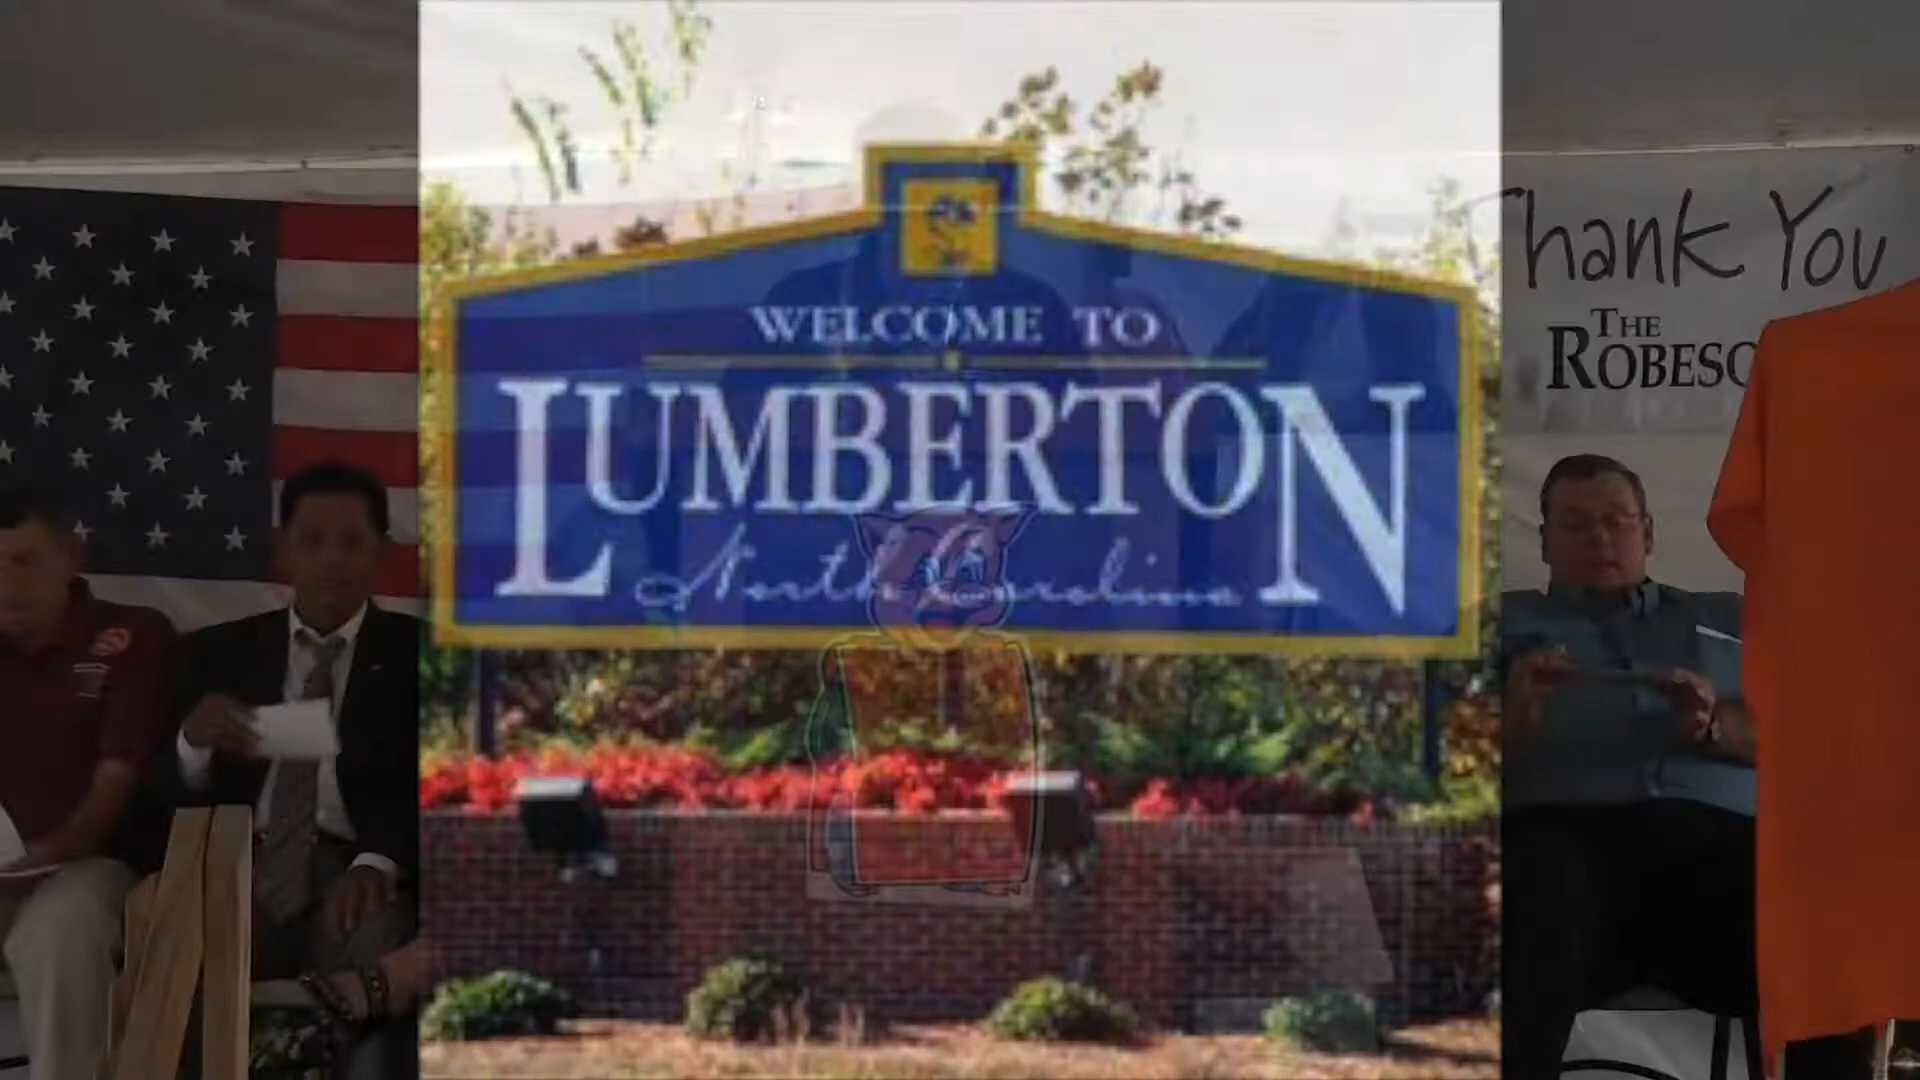 WELCOME TO
LUMBERTON
North Carolina
Thank You
THE
ROBESO